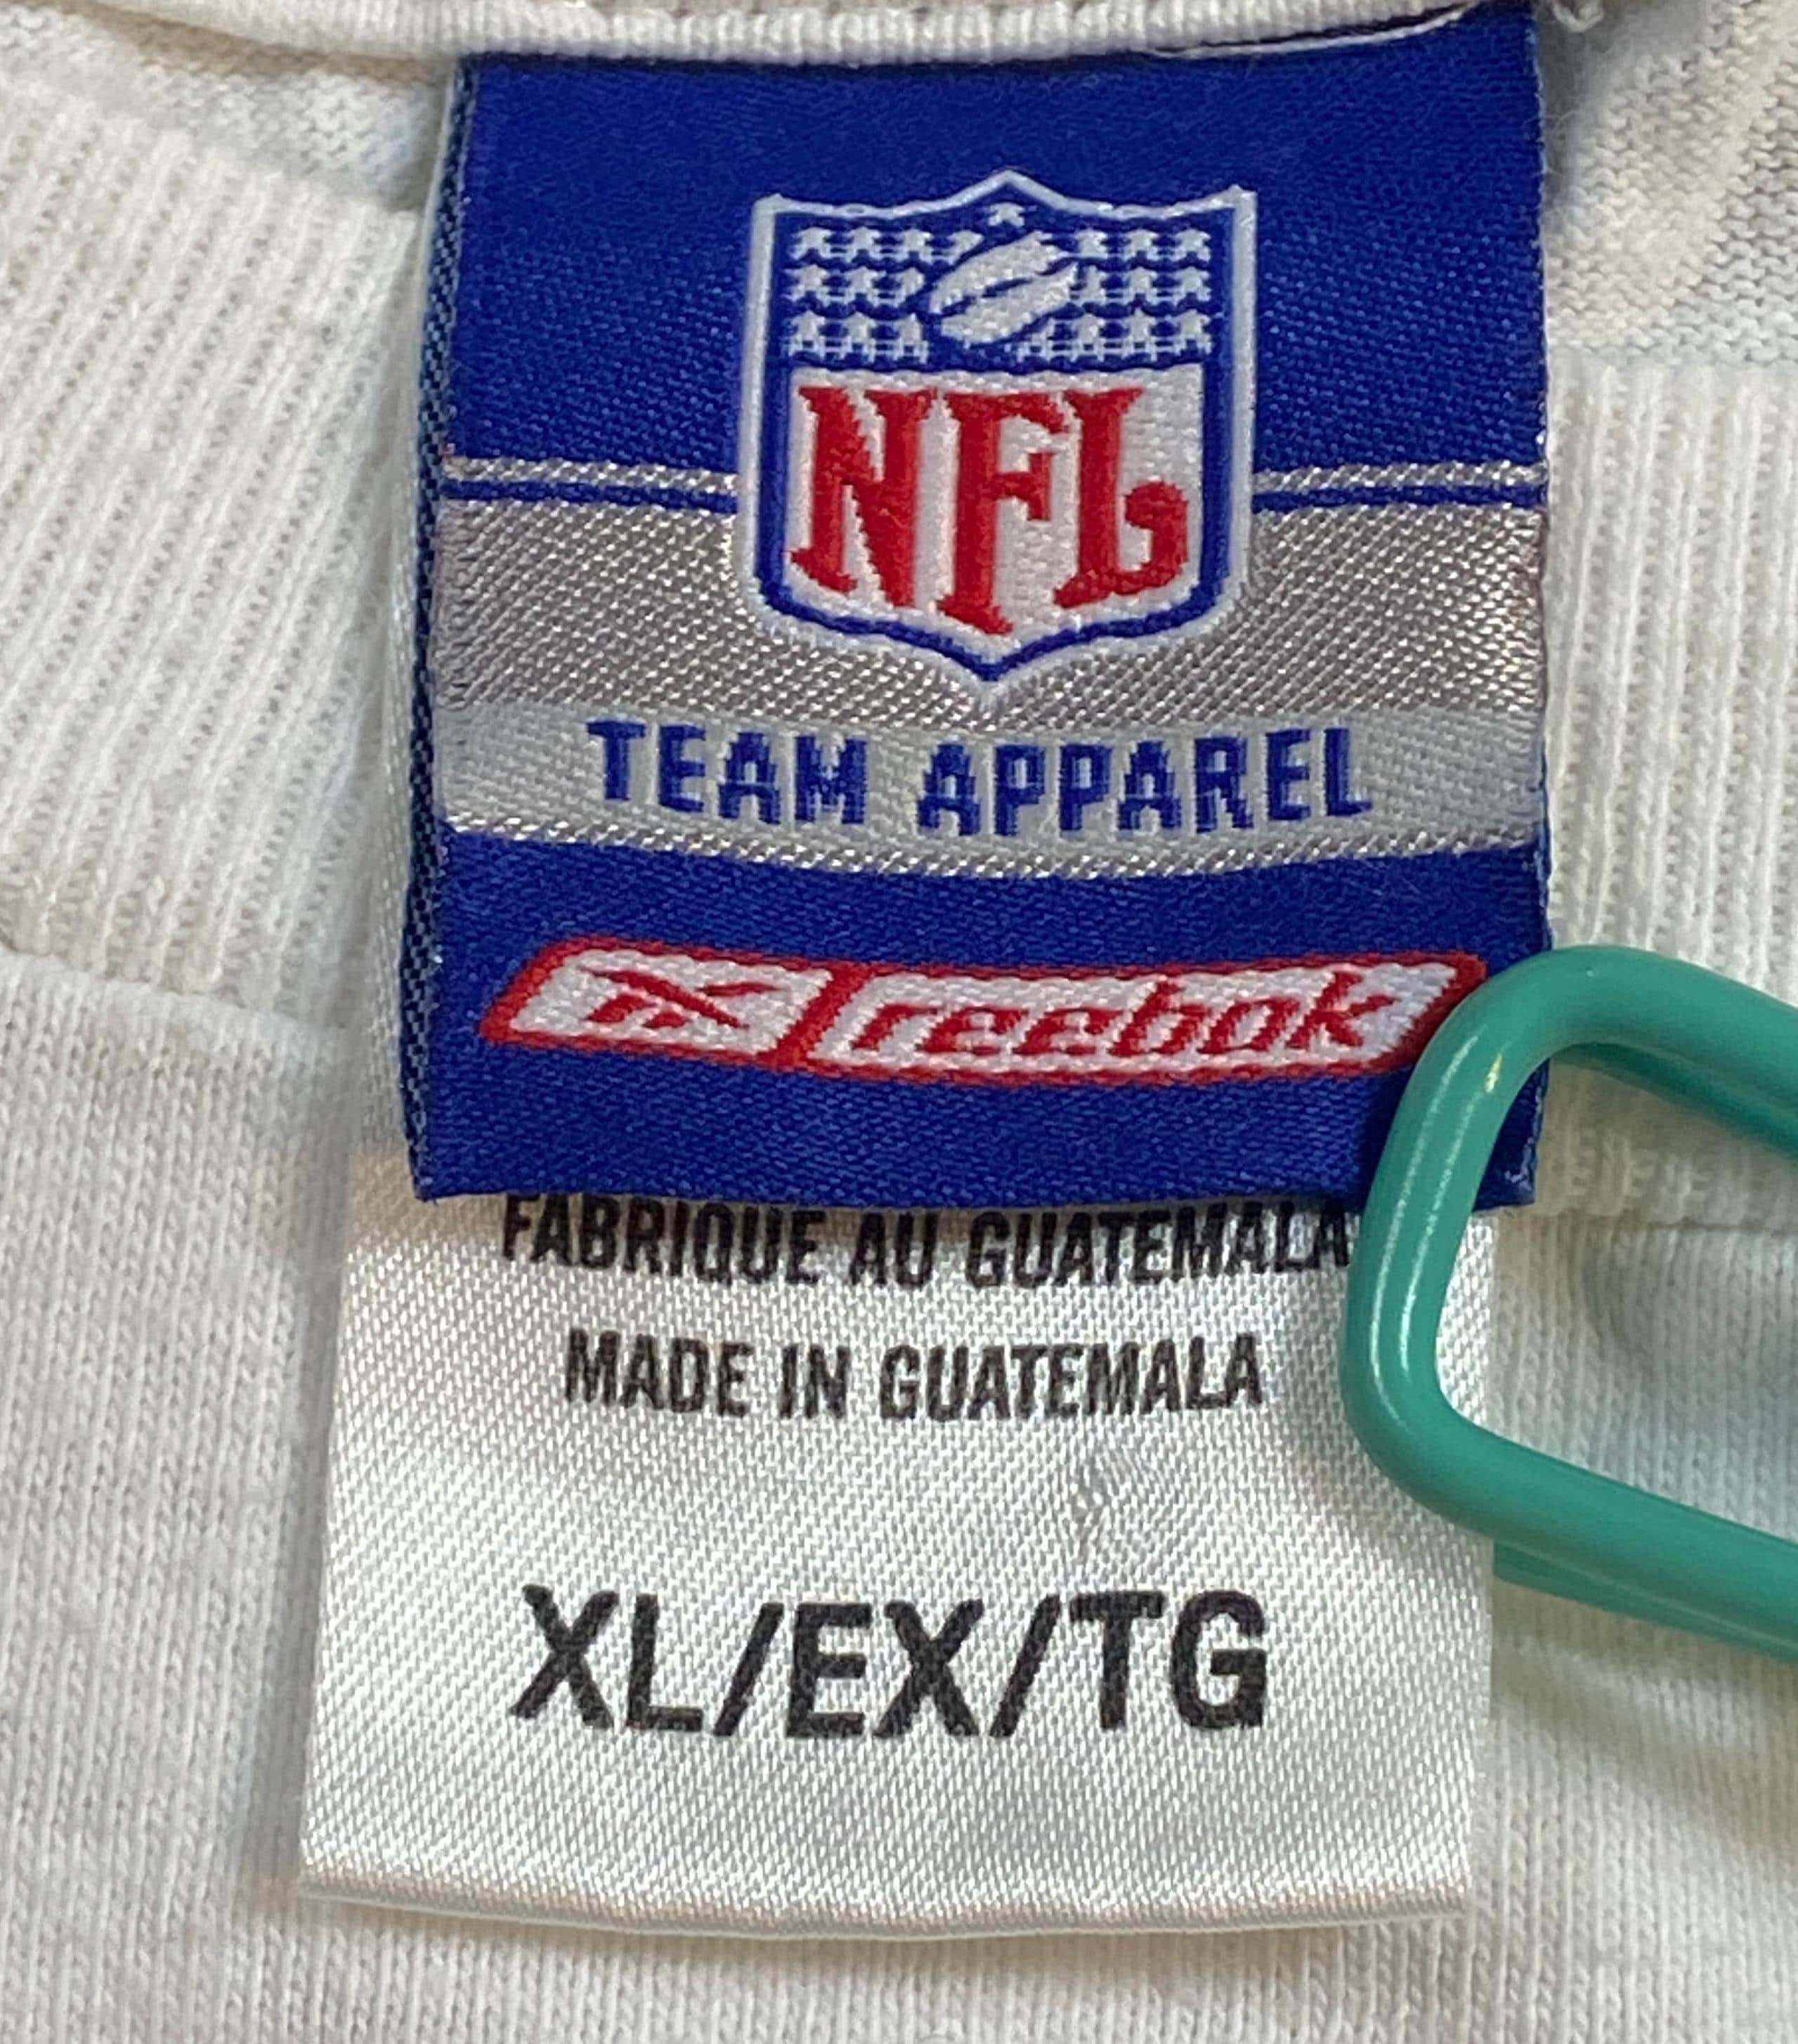 NFL
TEAM APPAREL
reebok
FABRIQUE AU GUATEMALA
MADE IN GUATEMALA
XL/EX/TG